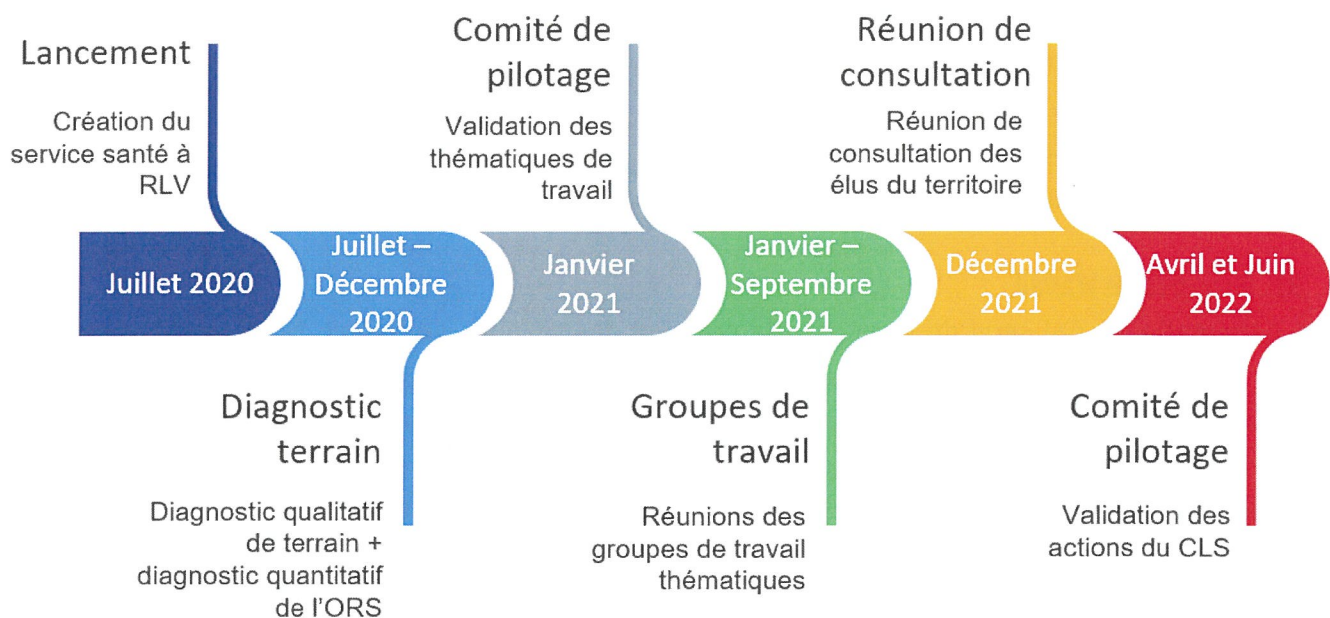 Lancement
Création du
service santé à
RLV
Juillet 2020
Juillet –
Décembre
2020
Diagnostic
terrain
Diagnostic qualitatif
de terrain +
diagnostic quantitatif
de l'ORS
Comité de
pilotage
Validation des
thématiques de
travail
Janvier
2021
Janvier –
Septembre
2021
Groupes de
travail
Réunions des
groupes de travail
thématiques
Réunion de
consultation
Réunion de
consultation des
élus du territoire
Décembre
2021
Avril et Juin
2022
Comité de
pilotage
Validation des
actions du CLS